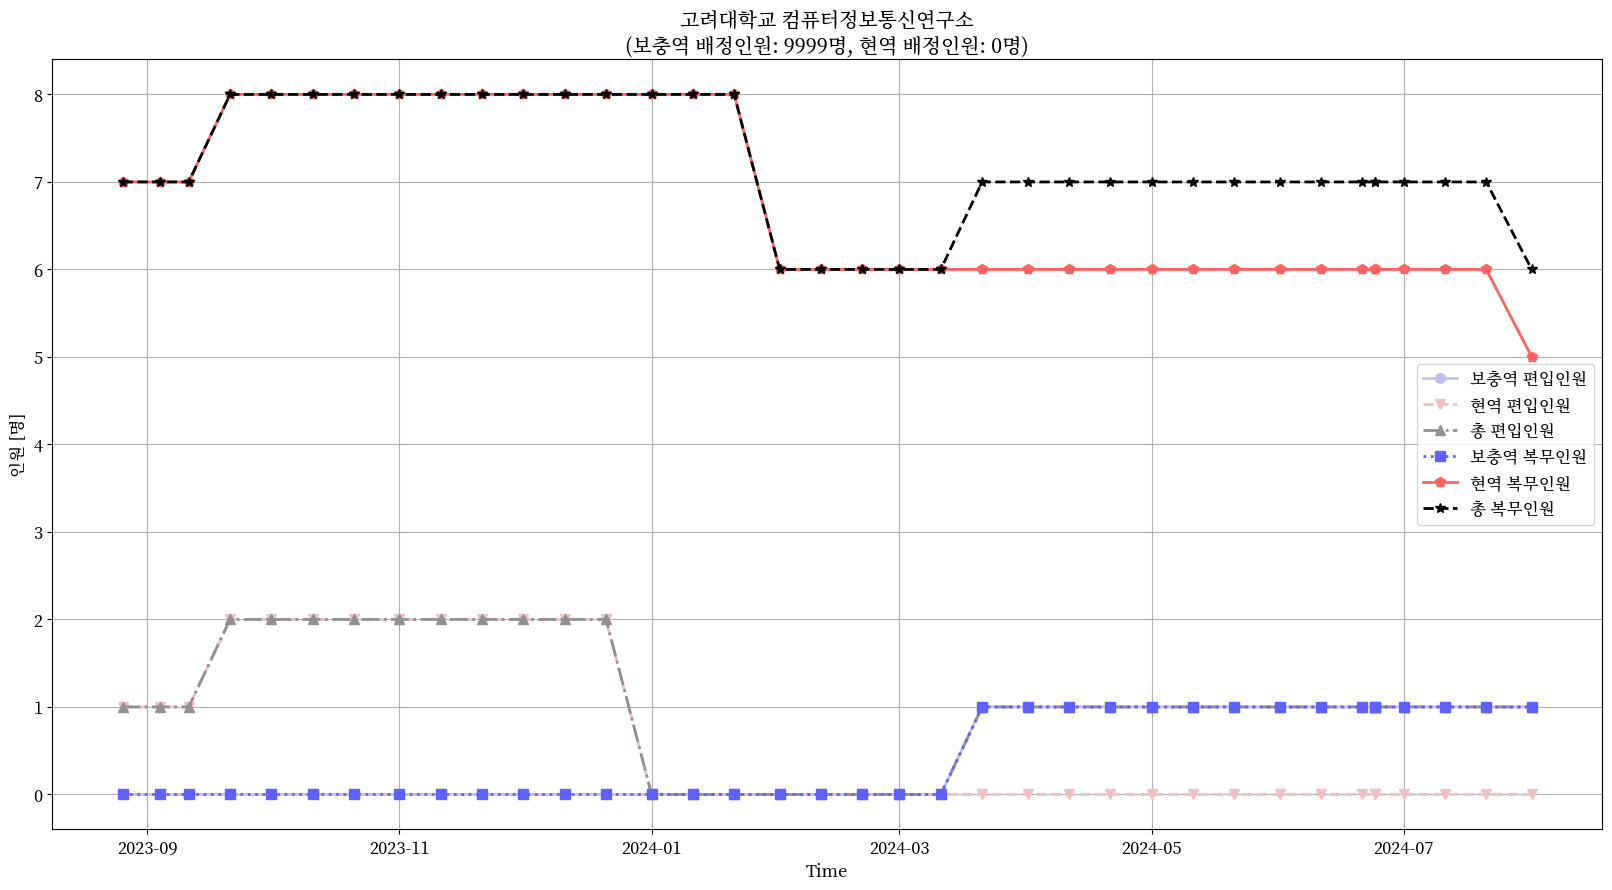 고려대학교 컴퓨터정보통신연구소
(보충역 배정인원: 9999명, 현역 배정인원: 0명)
8
7
6
5
4
3
2
1
0
인원 [명]
보충역 편입인원
현역 편입인원
총 편입인원
보충역 복무인원
현역 복무인원
총 복무인원
2023-09
2023-11
2024-01
2024-03
2024-05
2024-07
Time